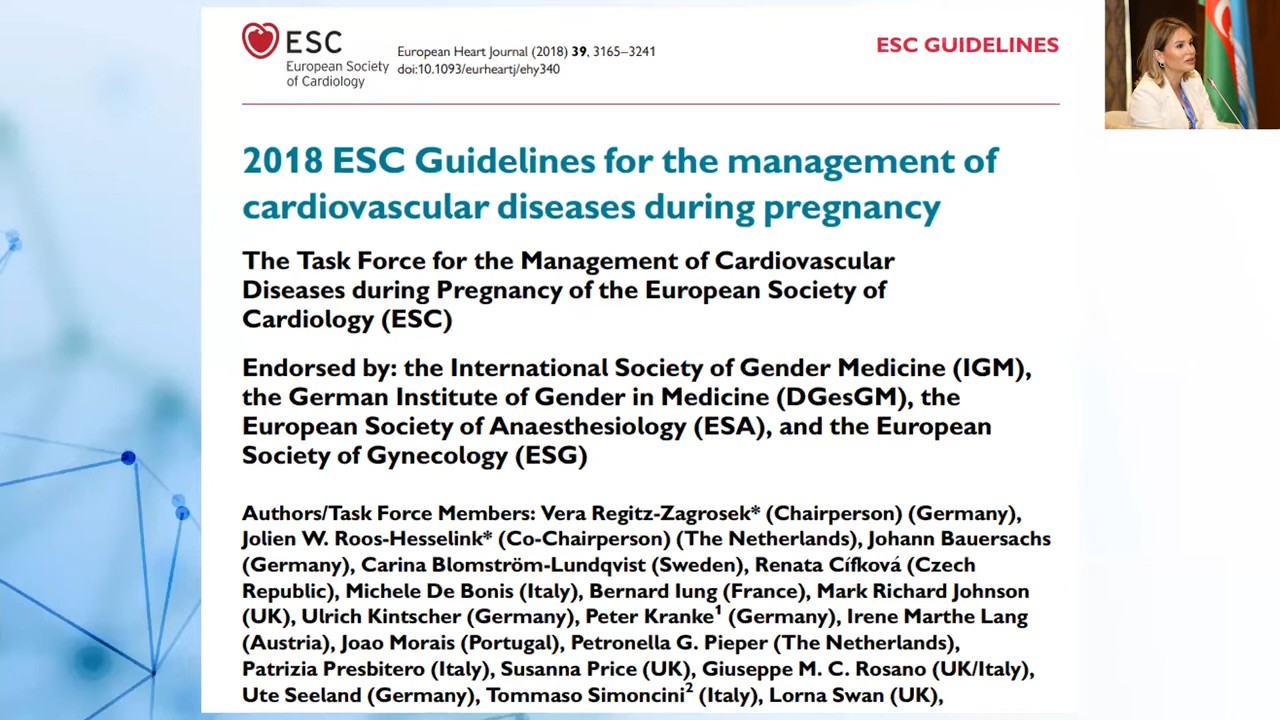 ESC
European Society
of Cardiology
European Heart Journal (2018) 39, 3165–3241
doi:10.1093/eurheartj/ehy340
ESC GUIDELINES
2018 ESC Guidelines for the management of
cardiovascular diseases during pregnancy
The Task Force for the Management of Cardiovascular
Diseases during Pregnancy of the European Society of
Cardiology (ESC)
Endorsed by: the International Society of Gender Medicine (IGM),
the German Institute of Gender in Medicine (DGesGM), the
European Society of Anaesthesiology (ESA), and the European
Society of Gynecology (ESG)
Authors/Task Force Members: Vera Regitz-Zagrosek* (Chairperson) (Germany),
Jolien W. Roos-Hesselink* (Co-Chairperson) (The Netherlands), Johann Bauersachs
(Germany), Carina Blomström-Lundqvist (Sweden), Renata Cífková (Czech
Republic), Michele De Bonis (Italy), Bernard Iung (France), Mark Richard Johnson
(UK), Ulrich Kintscher (Germany), Peter Kranke¹ (Germany), Irene Marthe Lang
(Austria), Joao Morais (Portugal), Petronella G. Pieper (The Netherlands),
Patrizia Presbitero (Italy), Susanna Price (UK), Giuseppe M. C. Rosano (UK/Italy),
Ute Seeland (Germany), Tommaso Simoncini² (Italy), Lorna Swan (UK),